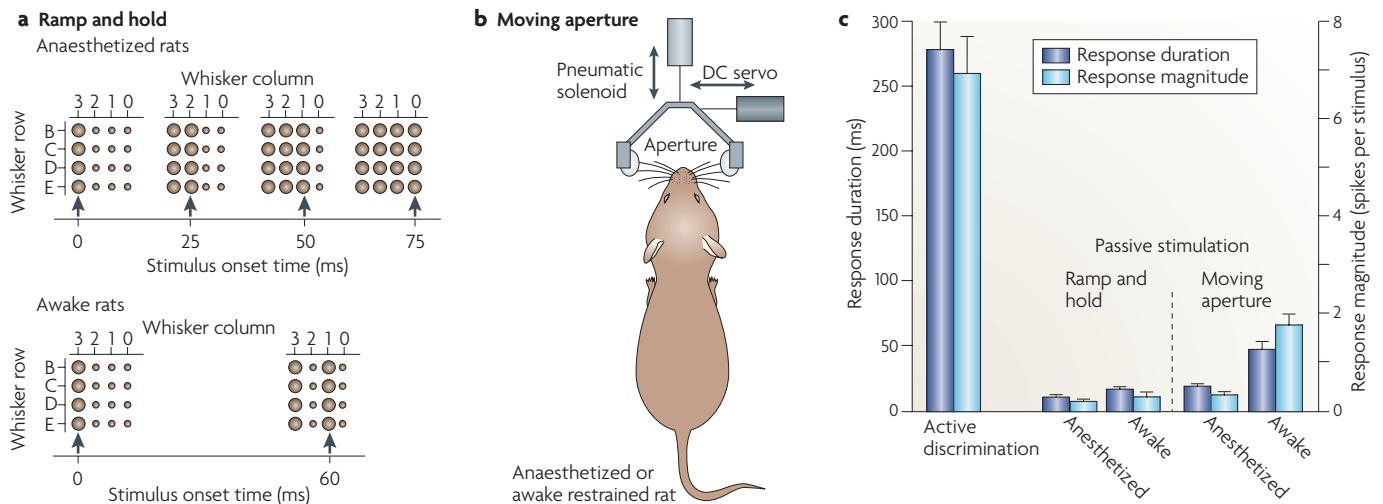 a Ramp and hold
Anaesthetized rats
Whisker column
3 2 1 0
3 2 1 0
3 2 1 0
3 2 1 0
Whisker row
B
C
D
E
0
25
50
75
Stimulus onset time (ms)
Awake rats
Whisker column
3 2 1 0
3 2 1 0
Whisker row
B
C
D
E
0
60
Stimulus onset time (ms)
b Moving aperture
Pneumatic
solenoid
DC servo
Aperture
Anaesthetized or
awake restrained rat
c
Response duration (ms)
300
250
200
150
100
50
0
Response duration
Response magnitude
Passive stimulation
Ramp and
hold
Moving
aperture
8
6
4
2
0
Response magnitude (spikes per stimulus)
Active
discrimination
Anesthetized
Awake
Anesthetized
Awake